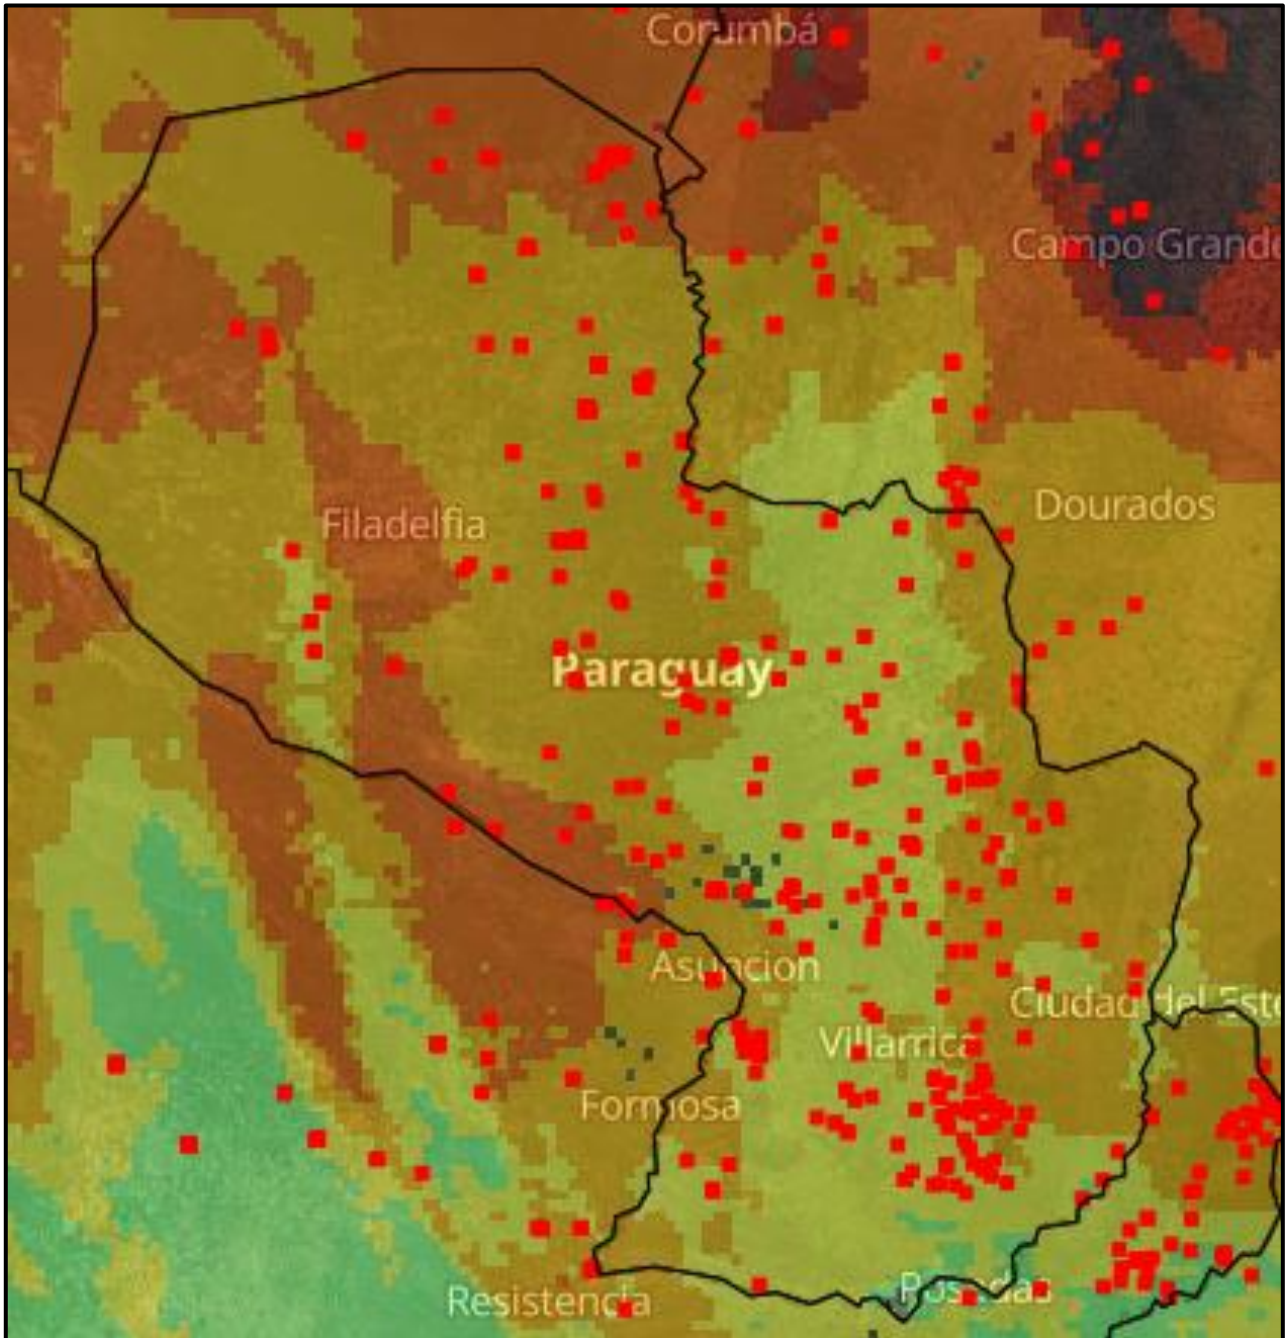 Corumbá
Campo Grande
Dourados
Filadelfia
Paraguay
Asuncion
Ciudad del Este
Villarrica
Formosa
Posadas
Resistencia